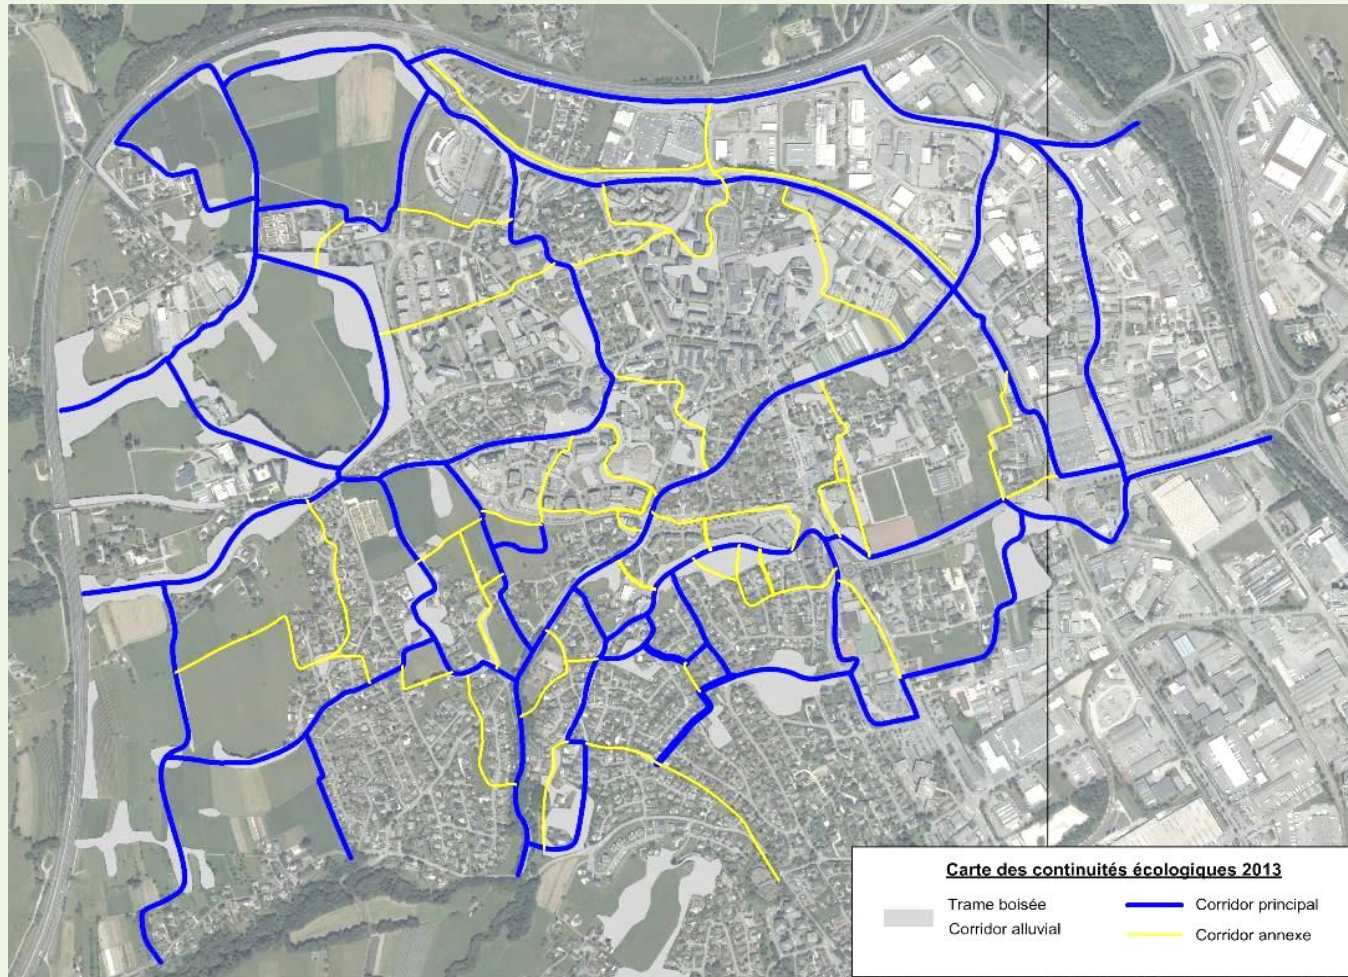 Carte des continuités écologiques 2013
Trame boisée
Corridor alluvial
Corridor principal
Corridor annexe